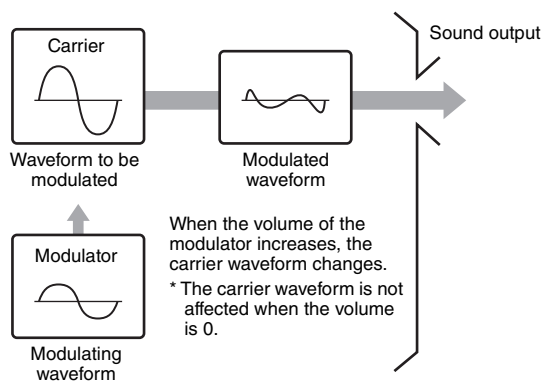 Carrier
Sound output
Waveform to be
modulated
Modulated
waveform
Modulator
Modulating
waveform
When the volume of the
modulator increases, the
carrier waveform changes.
* The carrier waveform is not
affected when the volume
is 0.